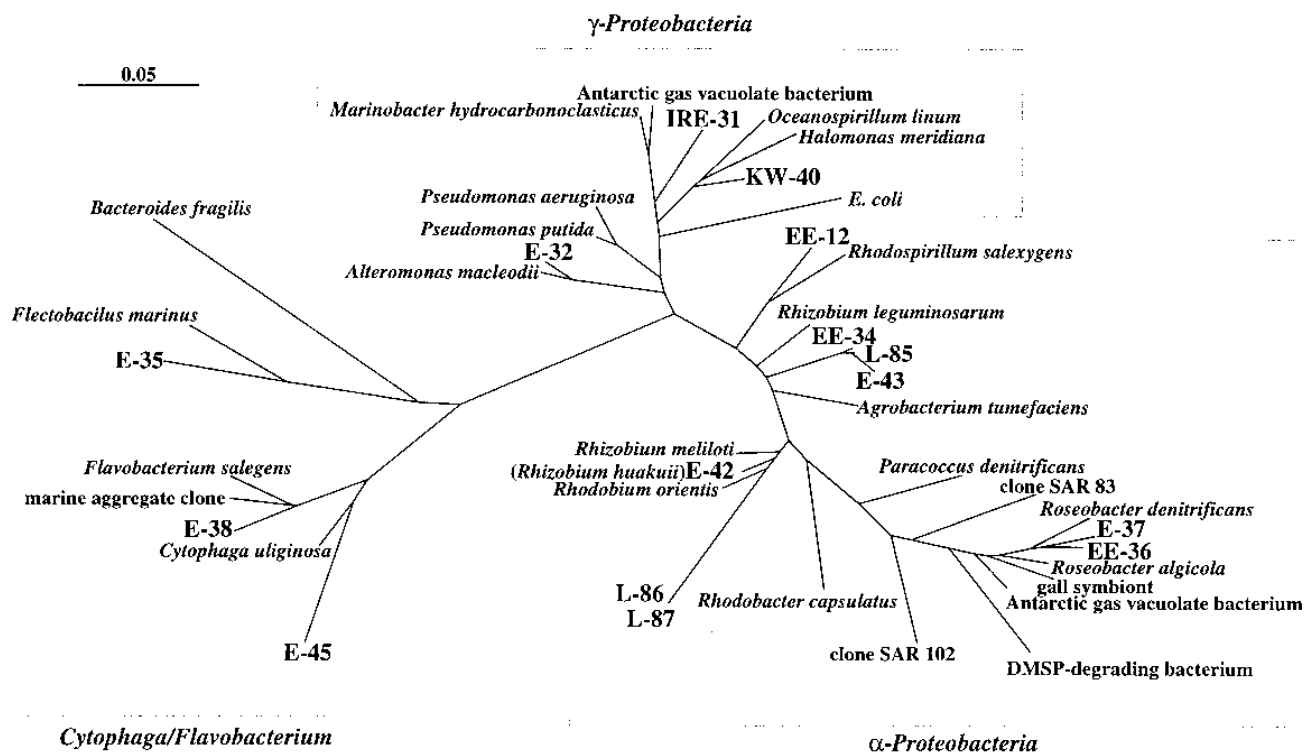 γ-Proteobacteria
0.05
Antarctic gas vacuolate bacterium
Marinobacter hydrocarbonoclasticus
IRE-31
Oceanospirillum linum
Halomonas meridiana
KW-40
Pseudomonas aeruginosa
E. coli
Bacteroides fragilis
Pseudomonas putida
EE-12
E-32
Rhodospirillum salexygens
Alteromonas macleodii
Rhizobium leguminosarum
Flectobacilus marinus
EE-34
L-85
E-35
E-43
Agrobacterium tumefaciens
Rhizobium meliloti
Flavobacterium salegens
(Rhizobium huakuii)E-42
Paracoccus denitrificans
Rhodobium orientis
clone SAR 83
marine aggregate clone
Roseobacter denitrificans
E-38
E-37
Cytophaga uliginosa
EE-36
Roseobacter algicola
gall symbiont
L-86
Rhodobacter capsulatus
Antarctic gas vacuolate bacterium
L-87
E-45
clone SAR 102
DMSP-degrading bacterium
Cytophaga/Flavobacterium
α-Proteobacteria